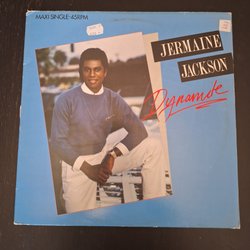 MAXI SINGLE·45RPM
JERMAINE
JACKSON
Dynamite